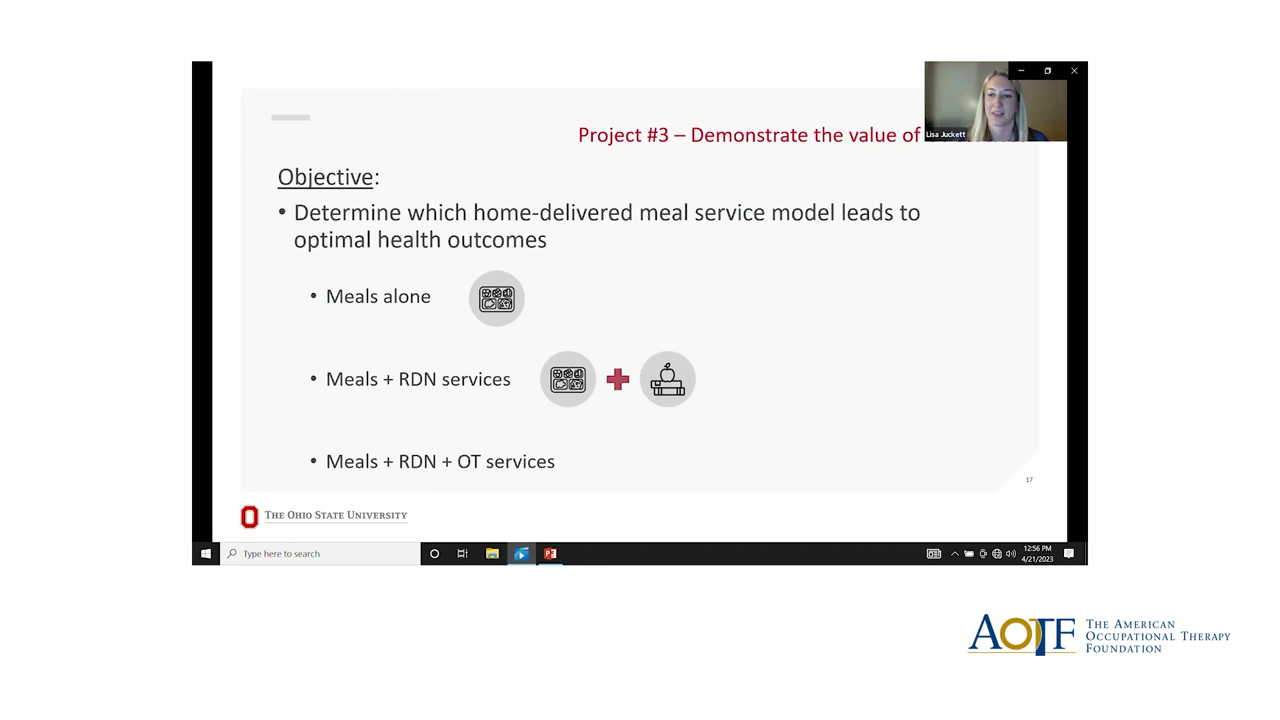 Project #3 – Demonstrate the value of
Lisa Juckett
Objective:
• Determine which home-delivered meal service model leads to
optimal health outcomes
• Meals alone
• Meals + RDN services
• Meals + RDN + OT services
17
THE OHIO STATE UNIVERSITY
Type here to search
12:56 PM
4/21/2023
AOTF
THE AMERICAN
OCCUPATIONAL THERAPY
FOUNDATION